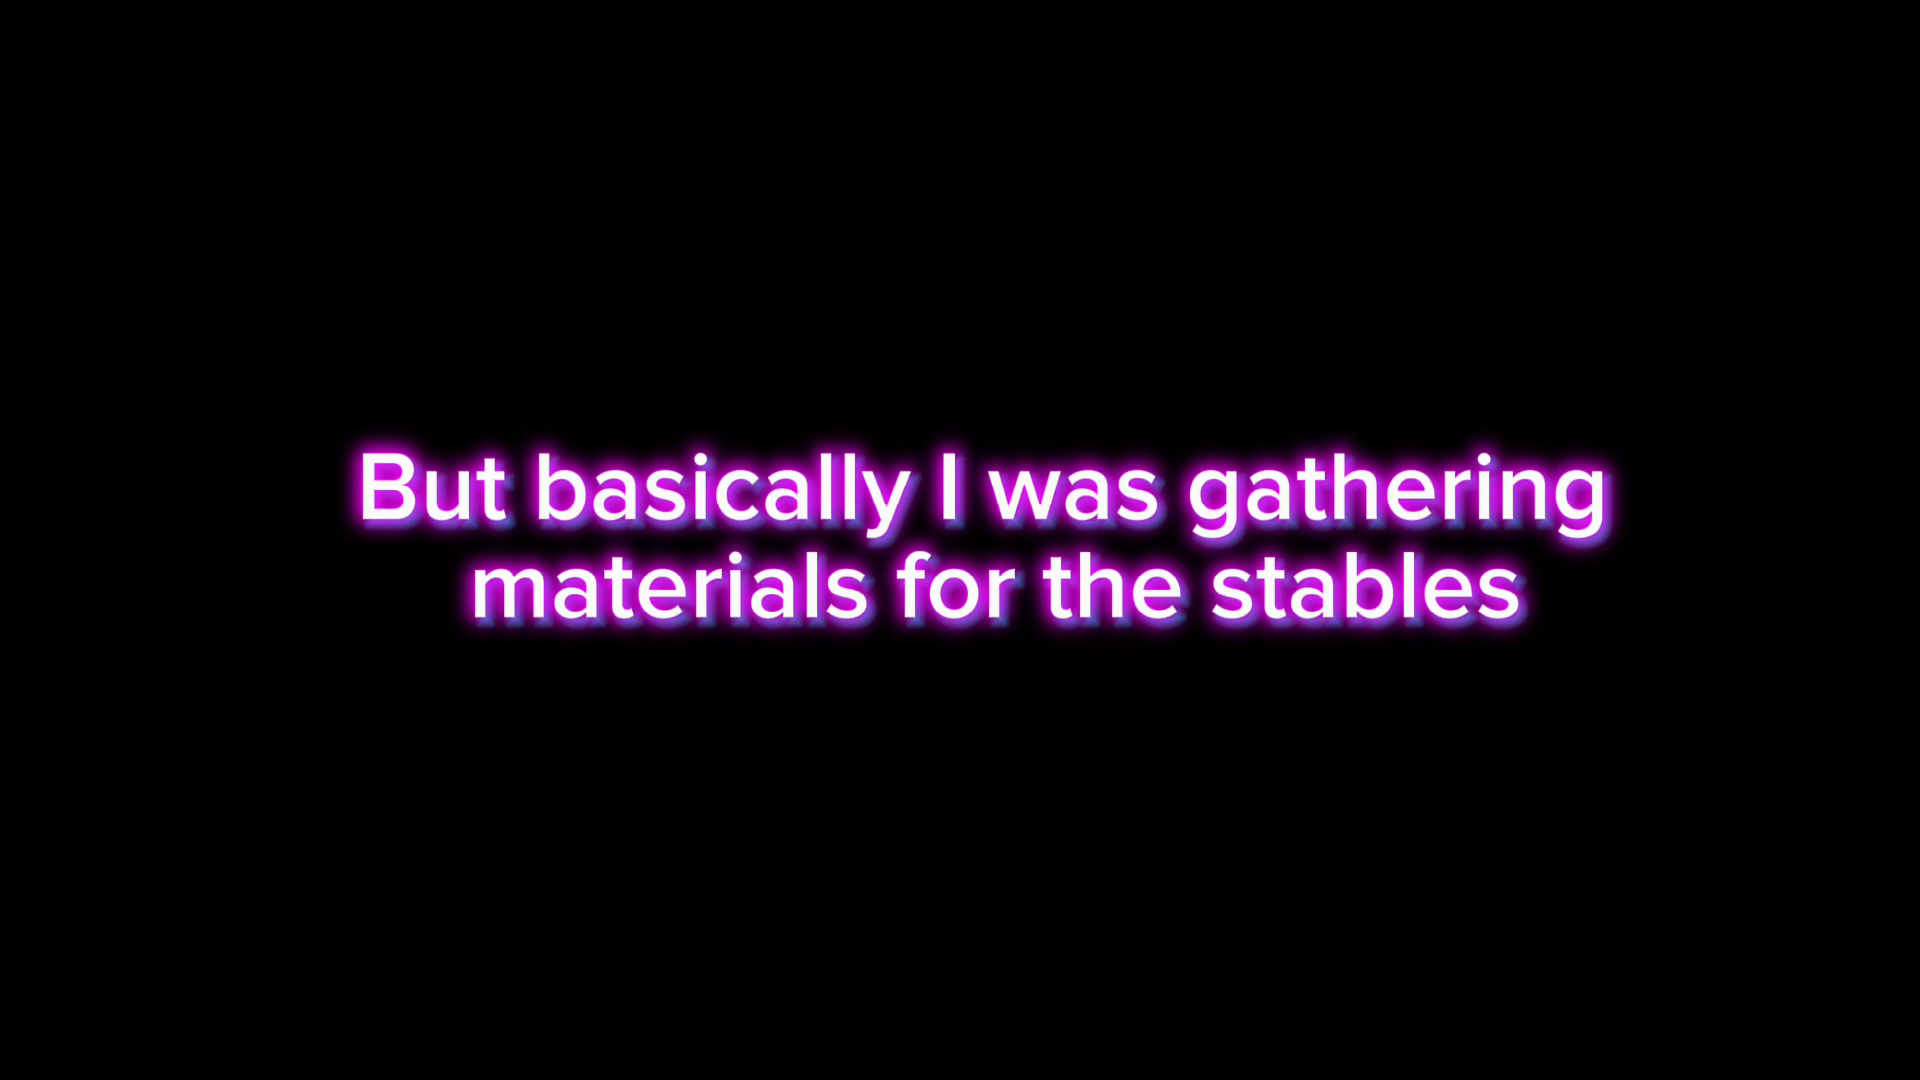 But basically I was gathering
materials for the stables